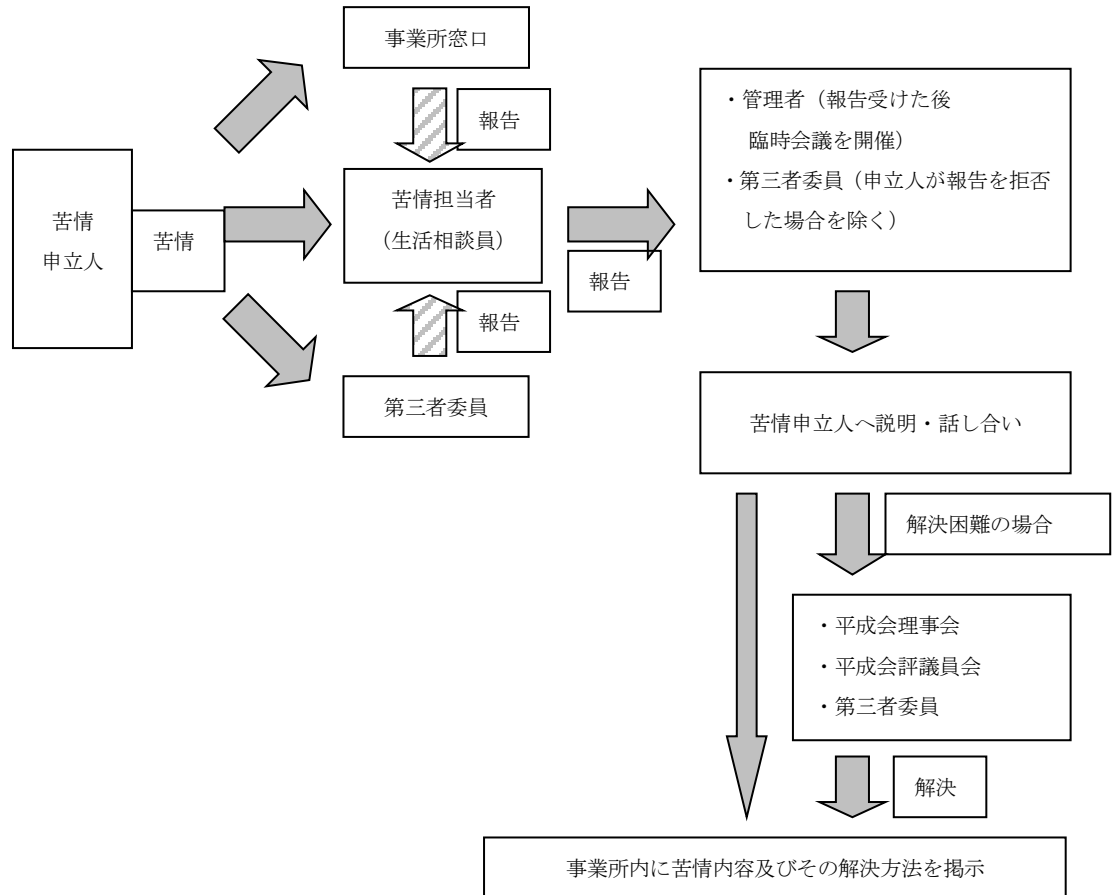 事業所窓口
報告
苦情
申立人
苦情
苦情担当者
(生活相談員)
報告
第三者委員
報告
・管理者（報告受けた後
臨時会議を開催）
・第三者委員（申立人が報告を拒否
した場合を除く）
苦情申立人へ説明・話し合い
解決困難の場合
・平成会理事会
・平成会評議員会
・第三者委員
解決
事業所内に苦情内容及びその解決方法を掲示